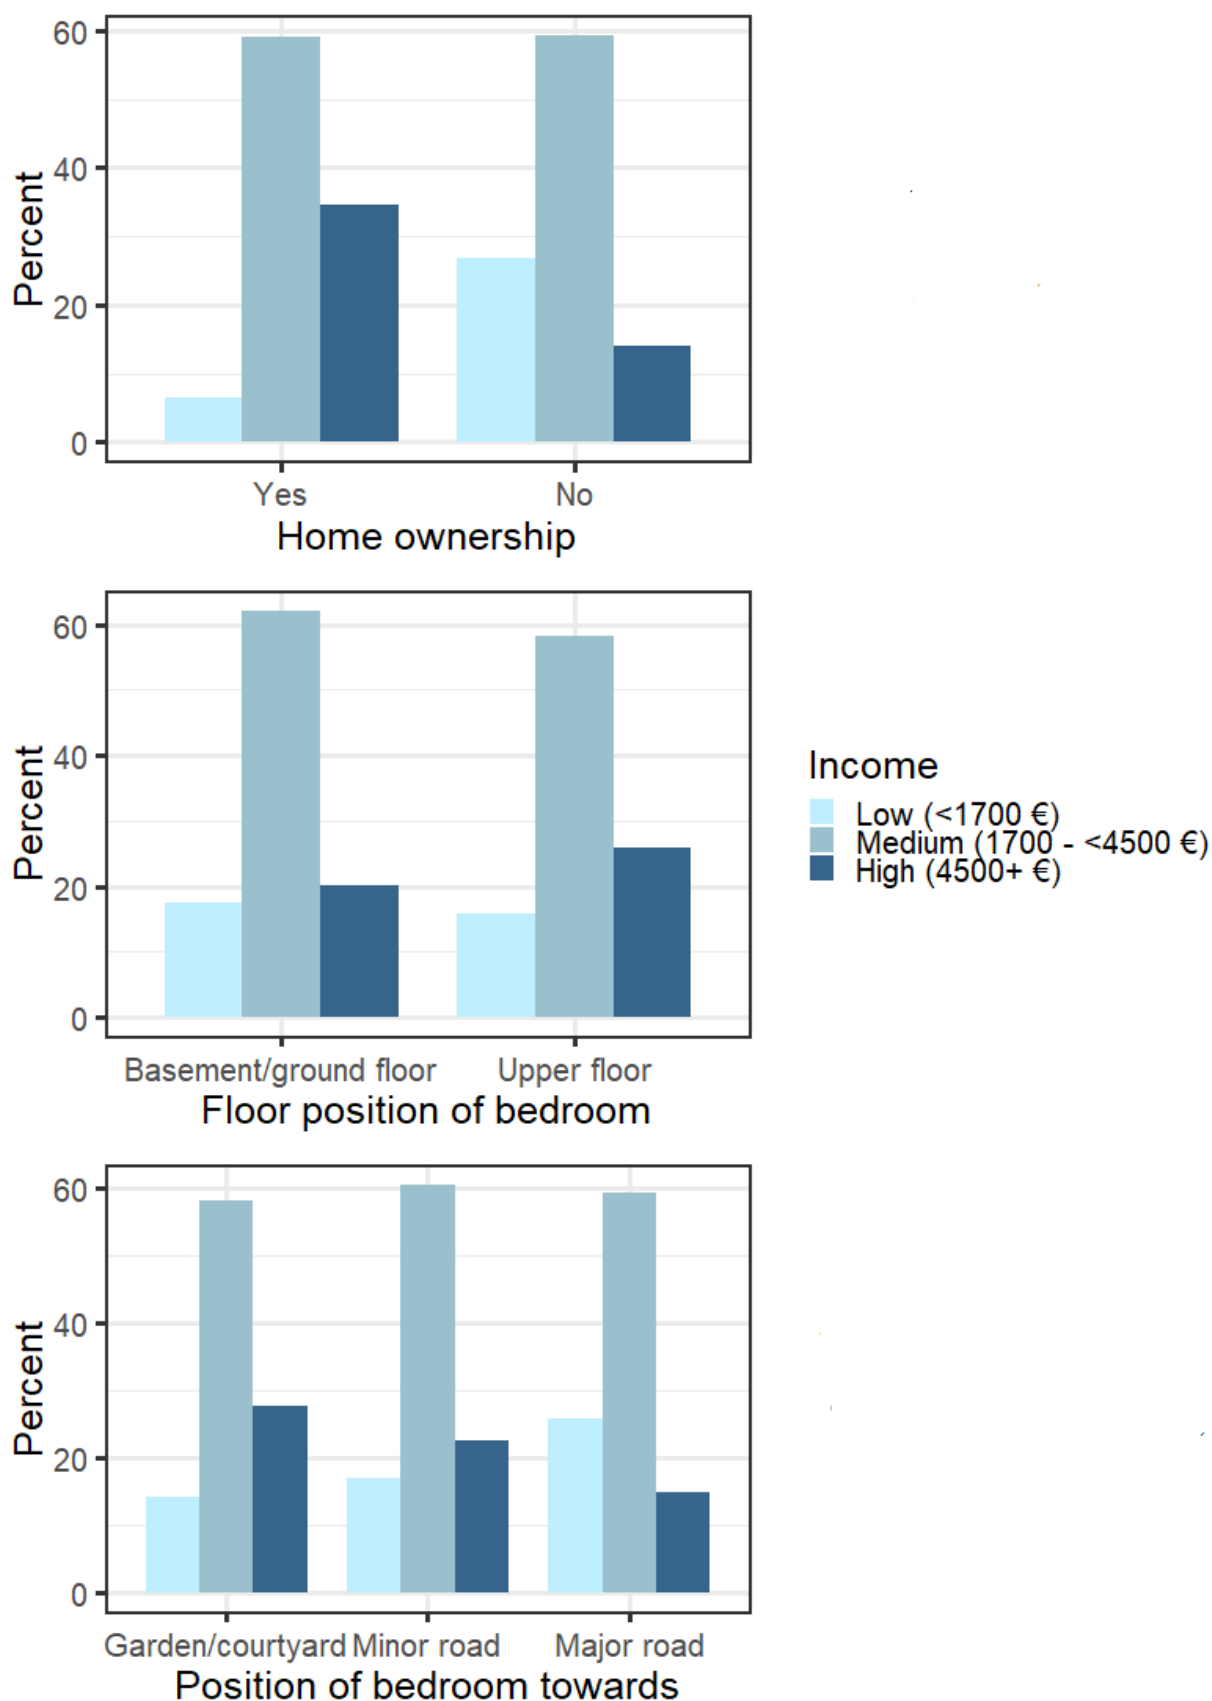 60
40
20
0
Percent
Yes No
Home ownership
60
40
20
0
Percent
Basement/ground floor Upper floor
Floor position of bedroom
Income
Low (<1700 €)
Medium (1700 - <4500 €)
High (4500+ €)
60
40
20
0
Percent
Garden/courtyard Minor road Major road
Position of bedroom towards